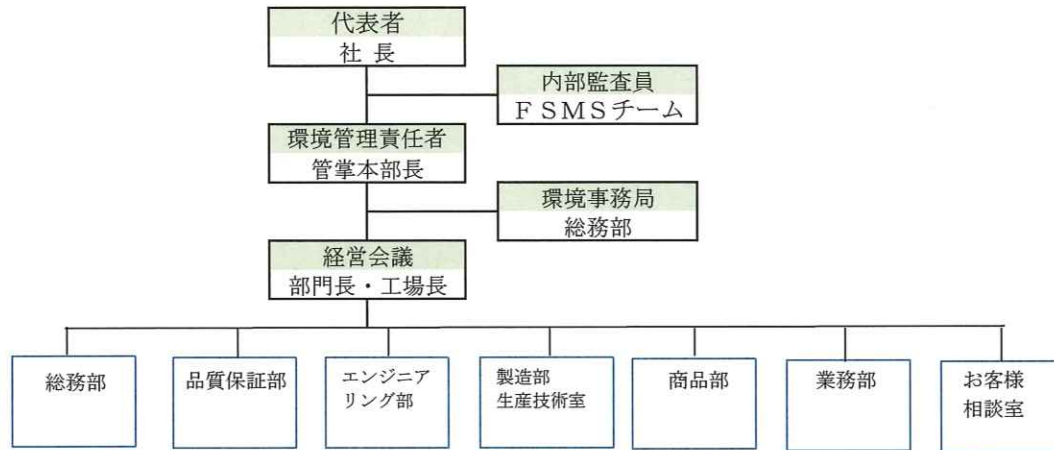 代表者
社 長
内部監査員
ＦＳＭＳチーム
環境管理責任者
管掌本部長
環境事務局
総務部
経営会議
部門長・工場長
総務部
品質保証部
エンジニア
リング部
製造部
生産技術室
商品部
業務部
お客様
相談室